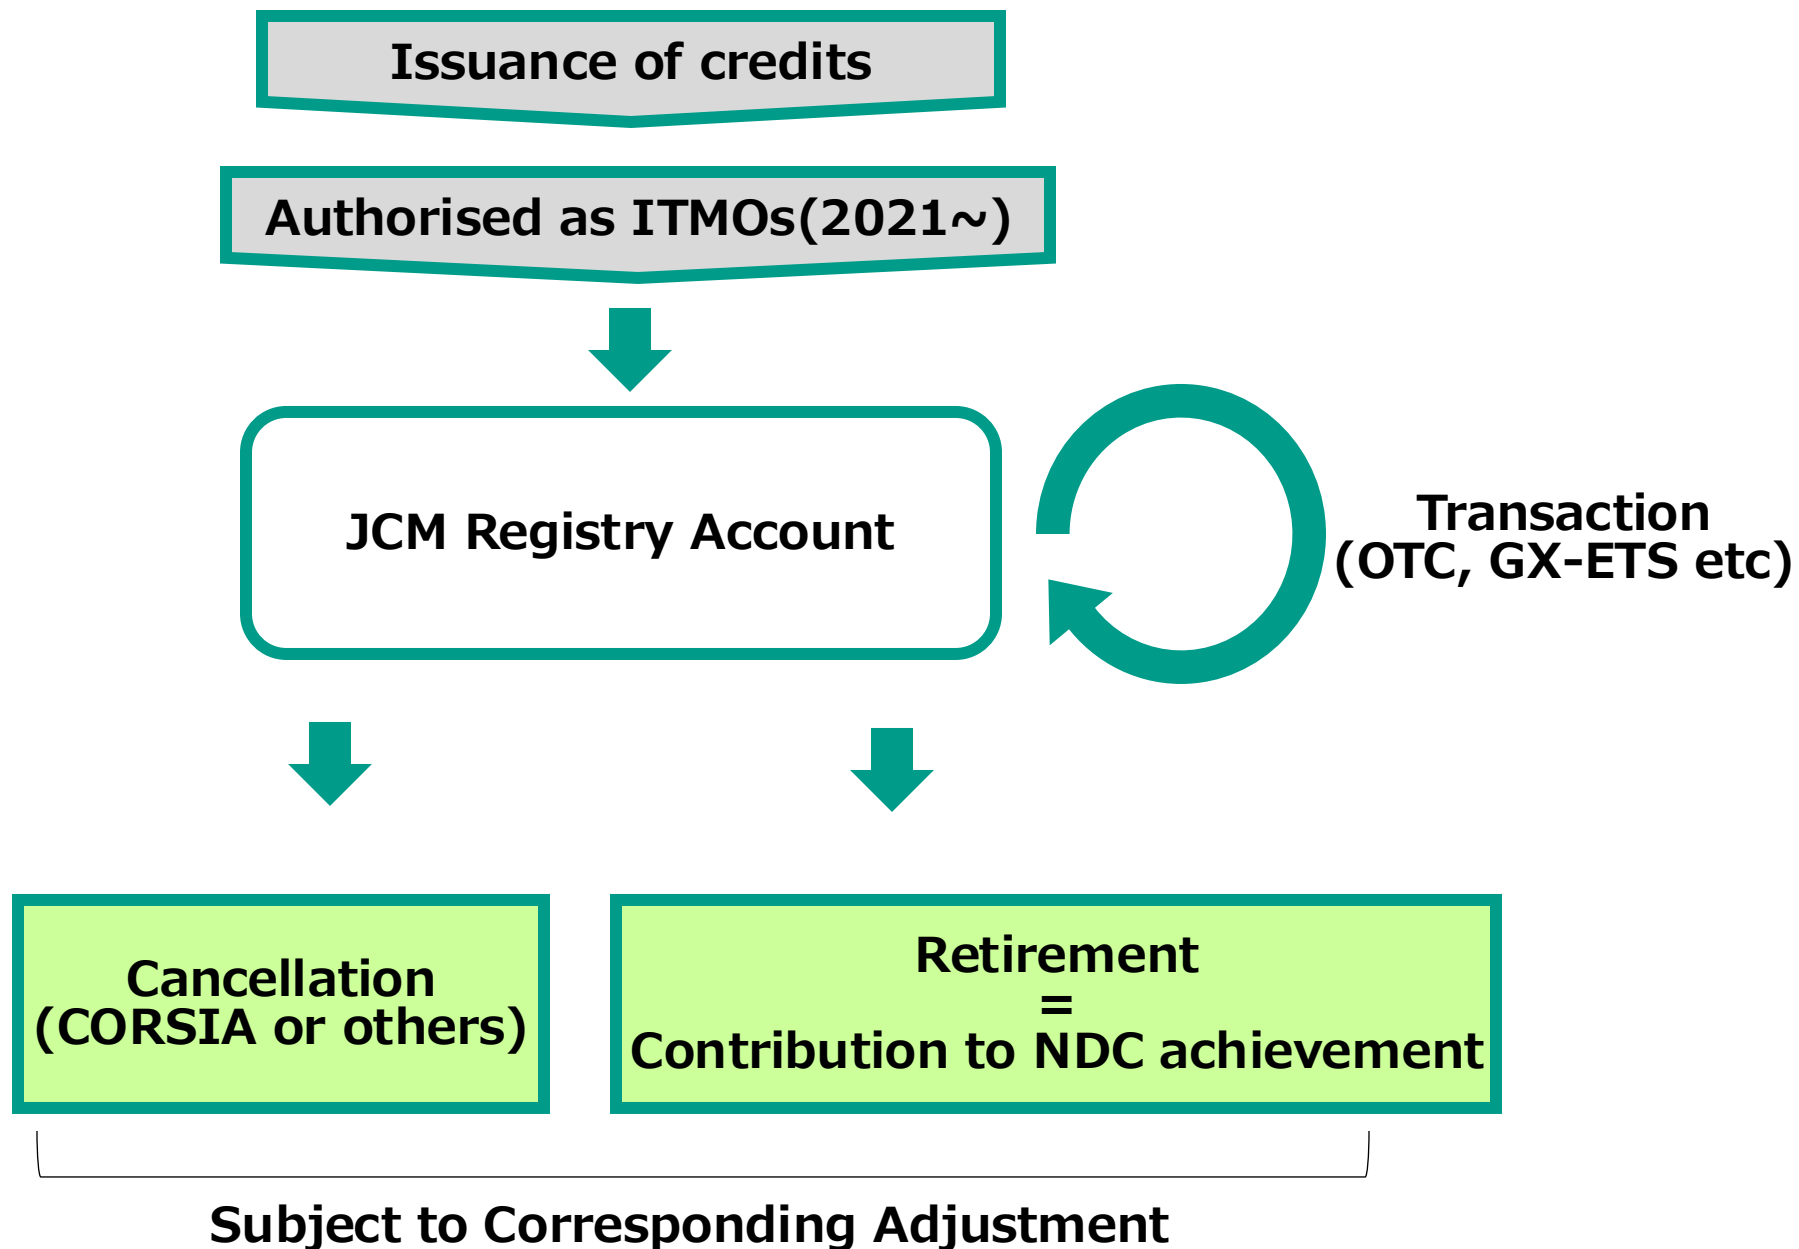 Issuance of credits
Authorised as ITMOs(2021~)
JCM Registry Account
Transaction
(OTC, GX-ETS etc)
Cancellation
(CORSIA or others)
Retirement
=
Contribution to NDC achievement
Subject to Corresponding Adjustment